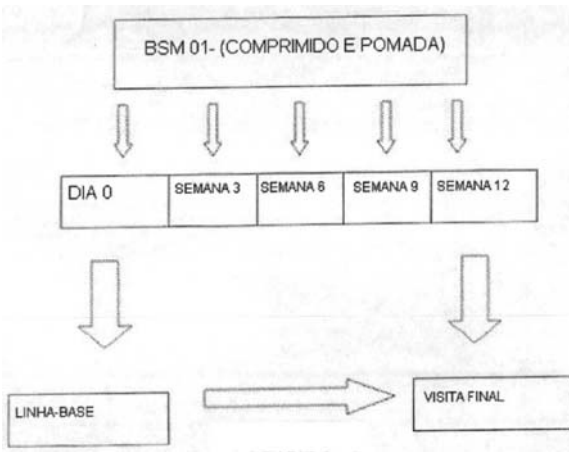 BSM 01- (COMPRIMIDO E POMADA)
DIA 0
SEMANA 3
SEMANA 6
SEMANA 9
SEMANA 12
LINHA-BASE
VISITA FINAL